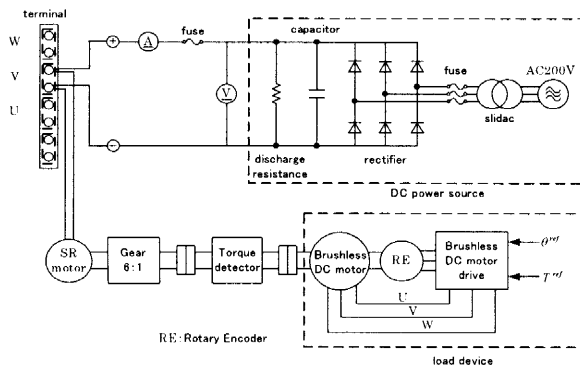 terminal
W
V
U
+
A
fuse
V
−
capacitor
discharge
resistance
rectifier
fuse
AC200V
slidac
DC power source
SR
motor
Gear
6:1
Torque
detector
Brushless
DC motor
RE
Brushless
DC motor
drive
θref
Tref
U
V
W
RE:Rotary Encoder
load device